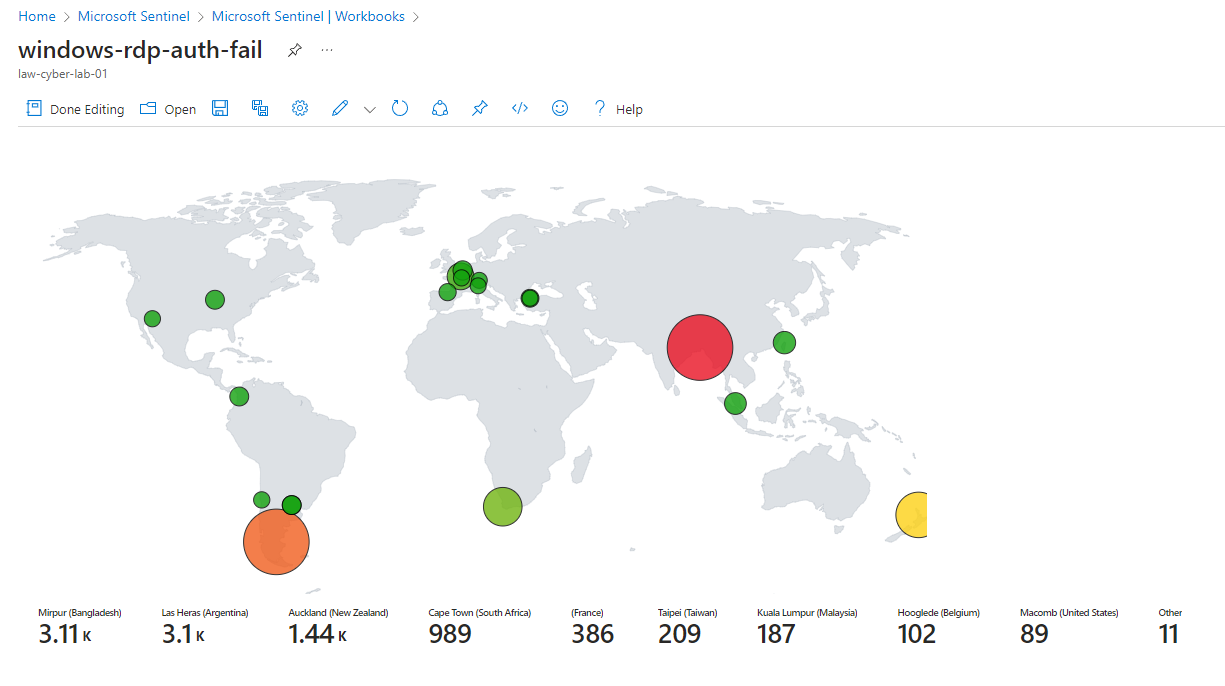 Home > Microsoft Sentinel > Microsoft Sentinel | Workbooks >
windows-rdp-auth-fail ...
law-cyber-lab-01
Done Editing Open </> ? Help
Mirpur (Bangladesh) Las Heras (Argentina) Auckland (New Zealand) Cape Town (South Africa) (France) Taipei (Taiwan) Kuala Lumpur (Malaysia) Hooglede (Belgium) Macomb (United States) Other
3.11 K 3.1 K 1.44 K 989 386 209 187 102 89 11